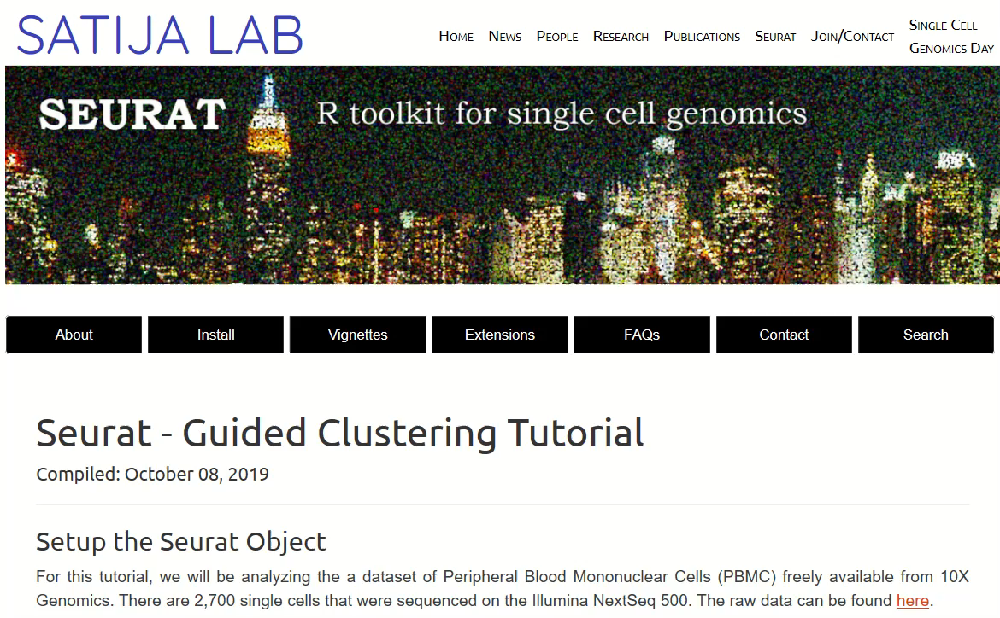 SATIJA LAB
Home News People Research Publications Seurat Join/Contact Single Cell
Genomics Day
SEURAT R toolkit for single cell genomics
About Install Vignettes Extensions FAQs Contact Search
Seurat - Guided Clustering Tutorial
Compiled: October 08, 2019
Setup the Seurat Object
For this tutorial, we will be analyzing the a dataset of Peripheral Blood Mononuclear Cells (PBMC) freely available from 10X
Genomics. There are 2,700 single cells that were sequenced on the Illumina NextSeq 500. The raw data can be found here.